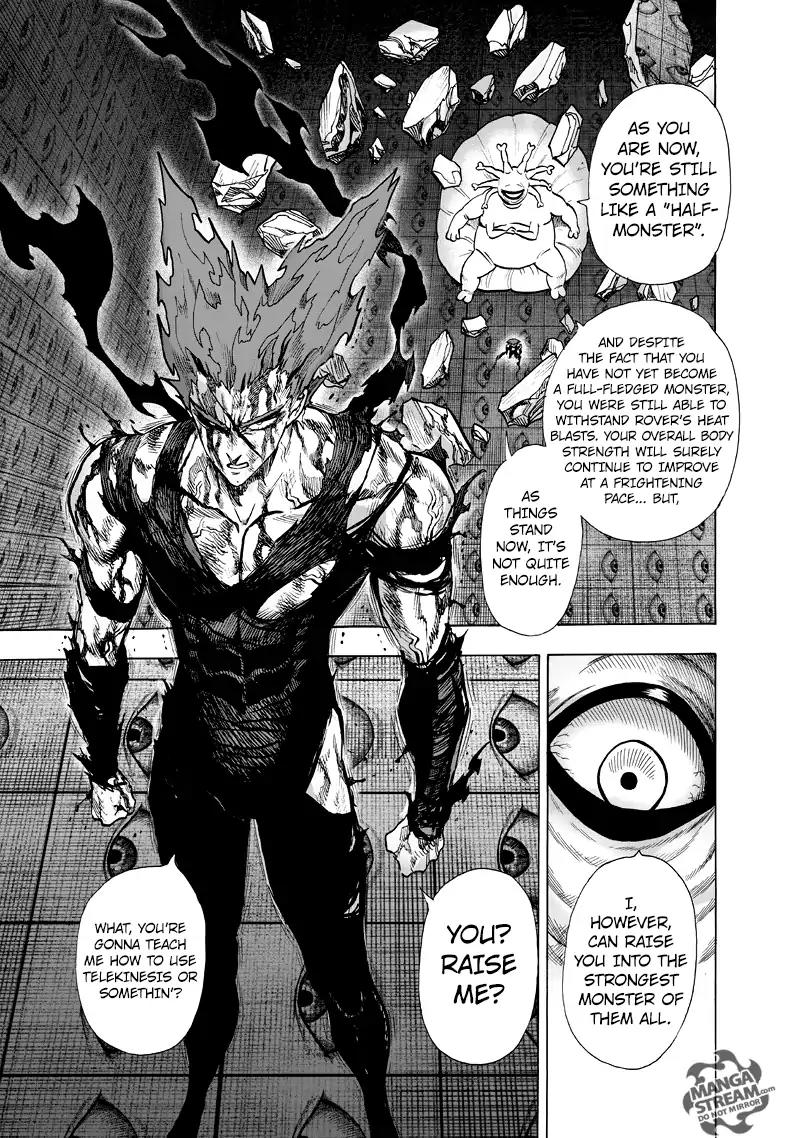 AS YOU
ARE NOW,
YOU'RE STILL
SOMETHING
LIKE A "HALF-
MONSTER".
AND DESPITE
THE FACT THAT YOU
HAVE NOT YET BECOME
A FULL-FLEDGED MONSTER,
YOU WERE STILL ABLE TO
WITHSTAND ROVER'S HEAT
BLASTS. YOUR OVERALL BODY
STRENGTH WILL SURELY
CONTINUE TO IMPROVE
AT A FRIGHTENING
PACE... BUT,
AS
THINGS
STAND
NOW, IT'S
NOT QUITE
ENOUGH.
I,
HOWEVER,
CAN RAISE
YOU INTO THE
STRONGEST
MONSTER OF
THEM ALL.
YOU?
RAISE
ME?
WHAT, YOU'RE
GONNA TEACH
ME HOW TO USE
TELEKINESIS OR
SOMETHIN'?
MANGA
STREAM.com
DO NOT MIRROR